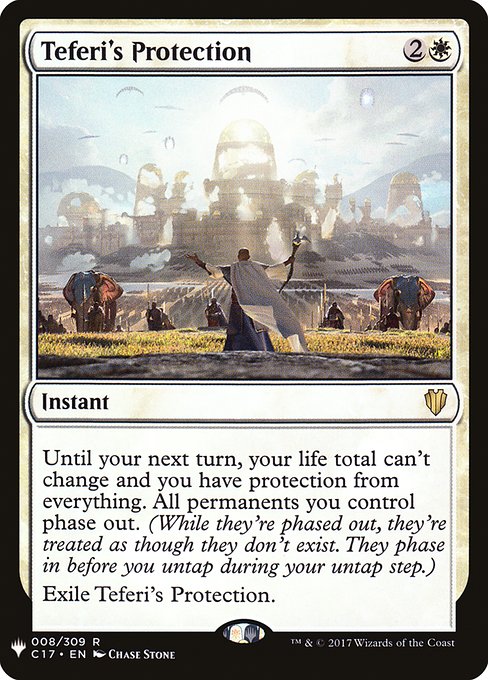 Teferi's Protection 2
Instant
Until your next turn, your life total can't
change and you have protection from
everything. All permanents you control
phase out. (While they're phased out, they're
treated as though they don't exist. They phase
in before you untap during your untap step.)
Exile Teferi's Protection.
008/309 R
C17 • EN Chase Stone
™ & © 2017 Wizards of the Coast